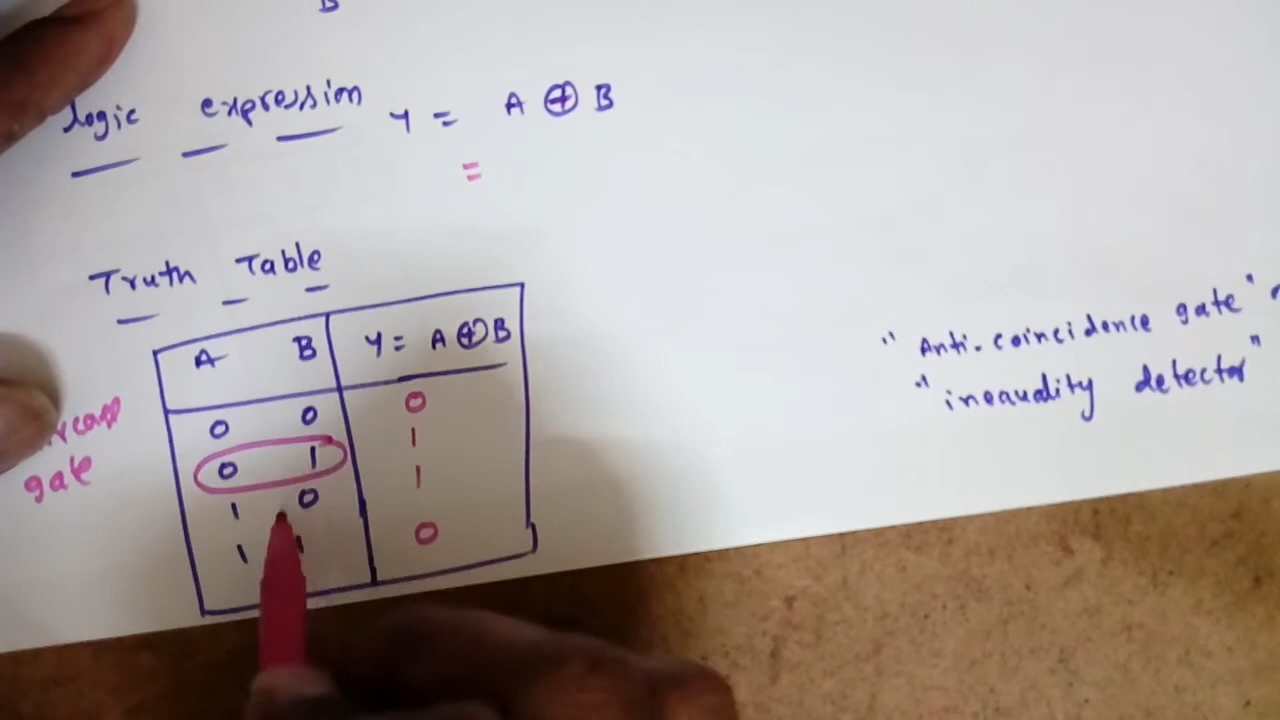 B
logic expression Y = A ⊕ B
=
Truth Table
A B Y = A ⊕ B
0 0 0
0 1 1
1 0 1
1 1 0
gate
"Anti-coincidence gate"
"ineauality detector"